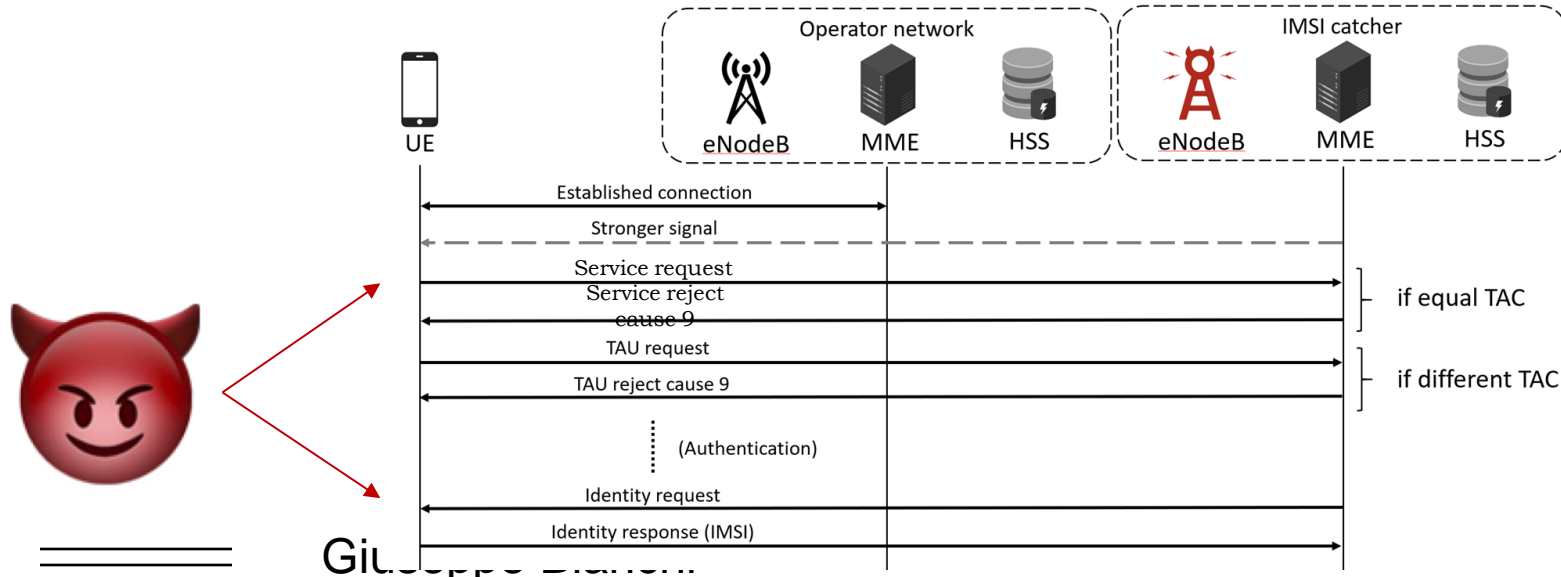 Operator network
IMSI catcher
UE
eNodeB
MME
HSS
eNodeB
MME
HSS
Established connection
Stronger signal
Service request
Service reject
cause 9
if equal TAC
TAU request
TAU reject cause 9
if different TAC
(Authentication)
Identity request
Identity response (IMSI)